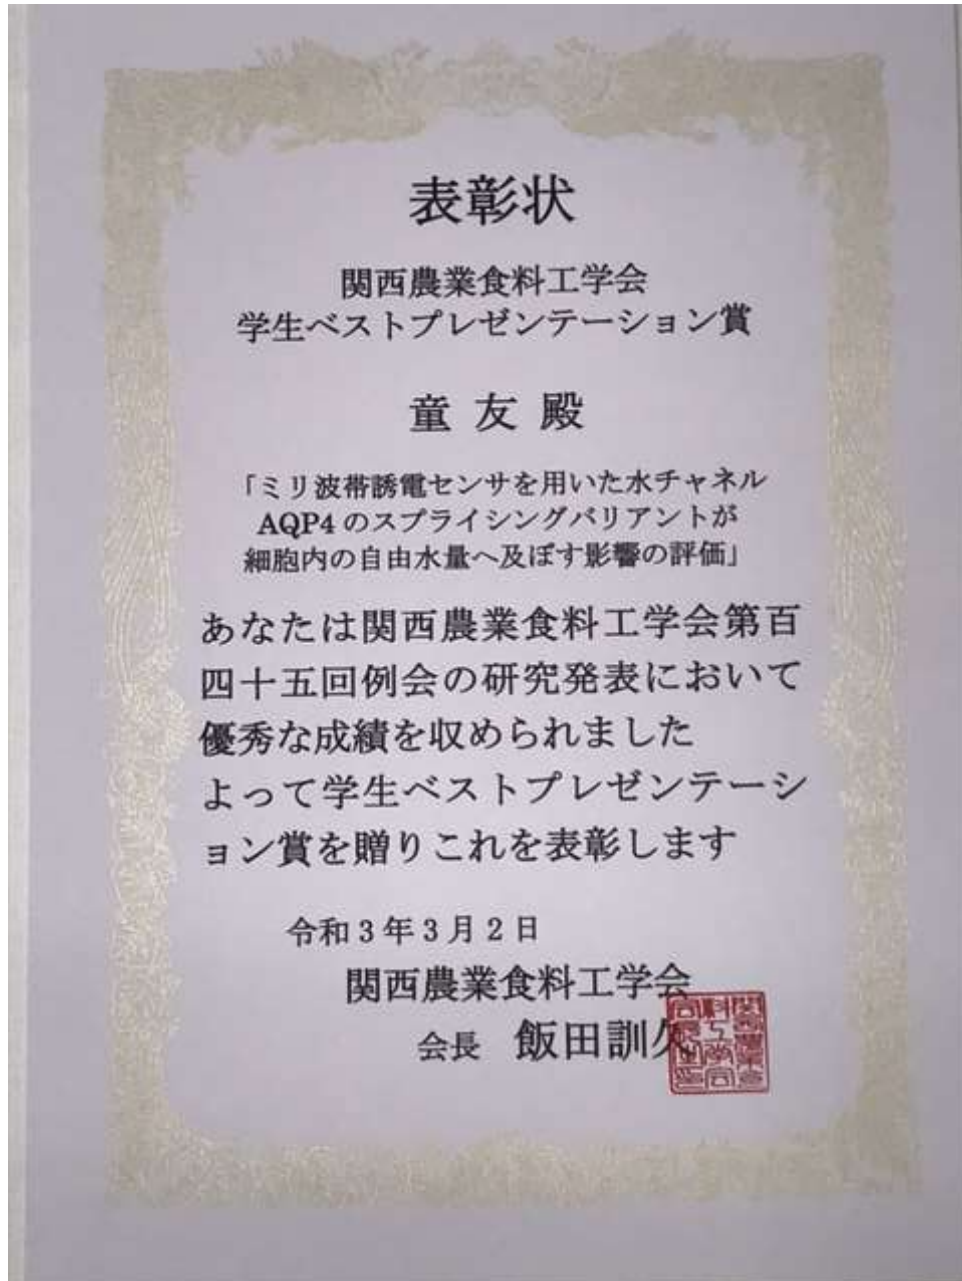 表彰状
関西農業食料工学会
学生ベストプレゼンテーション賞
童 友 殿
「ミリ波帯誘電センサを用いた水チャネル
AQP4のスプライシングバリアントが
細胞内の自由水量へ及ぼす影響の評価」
あなたは関西農業食料工学会第百
四十五回例会の研究発表において
優秀な成績を収められました
よって学生ベストプレゼンテーシ
ョン賞を贈りこれを表彰します
令和3年3月2日
関西農業食料工学会
会長 飯田訓久